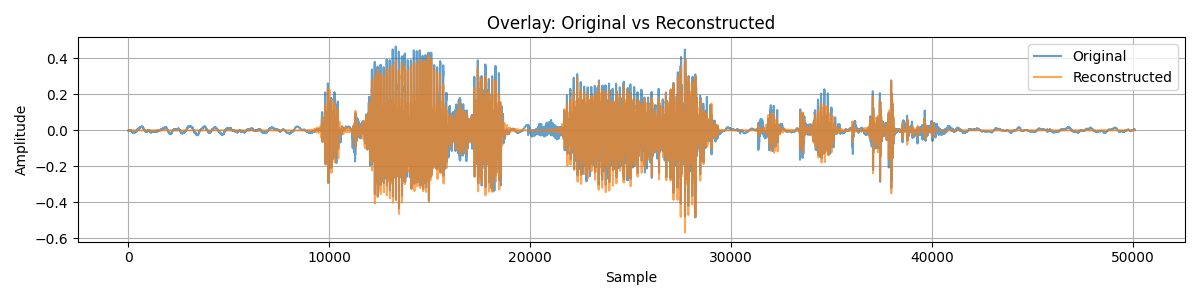 Overlay: Original vs Reconstructed
Original
Reconstructed
Amplitude
0.4
0.2
0.0
−0.2
−0.4
−0.6
0
10000
20000
30000
40000
50000
Sample